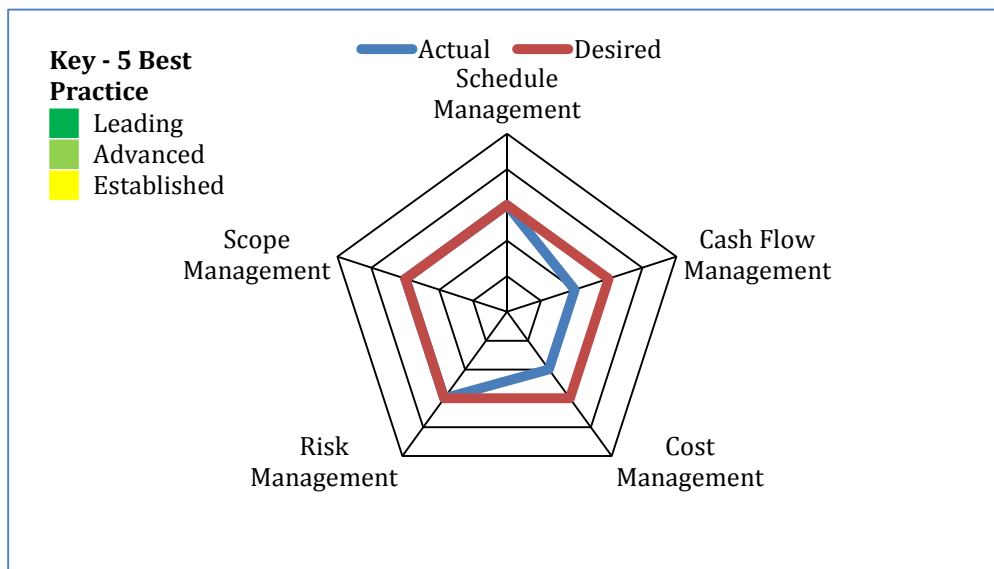 Key - 5 Best
Practice
Leading
Advanced
Established
Actual
Desired
Schedule
Management
Cash Flow
Management
Cost
Management
Risk
Management
Scope
Management